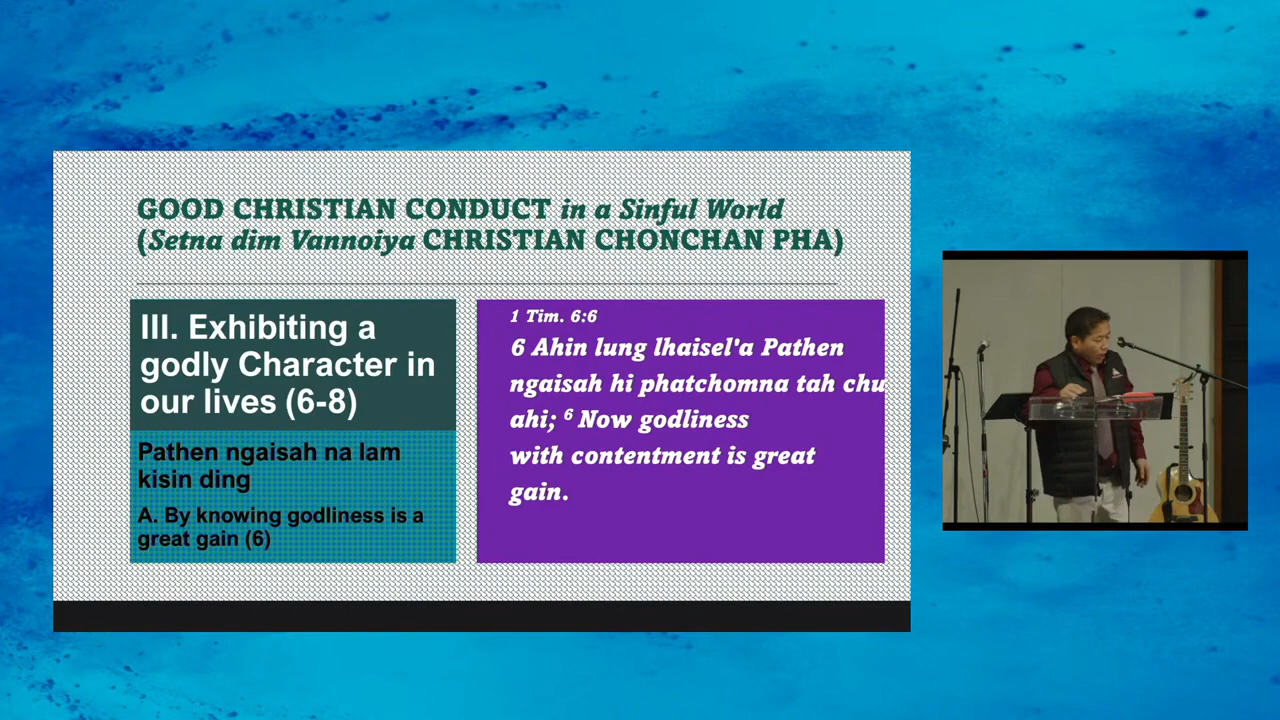 GOOD CHRISTIAN CONDUCT in a Sinful World
(Setna dim Vannoiya CHRISTIAN CHONCHAN PHA)
III. Exhibiting a
godly Character in
our lives (6-8)
Pathen ngaisah na lam
kisin ding
A. By knowing godliness is a
great gain (6)
1 Tim. 6:6
6 Ahin lung lhaisel'a Pathen
ngaisah hi phatchomna tah chu
ahi; ⁶ Now godliness
with contentment is great
gain.